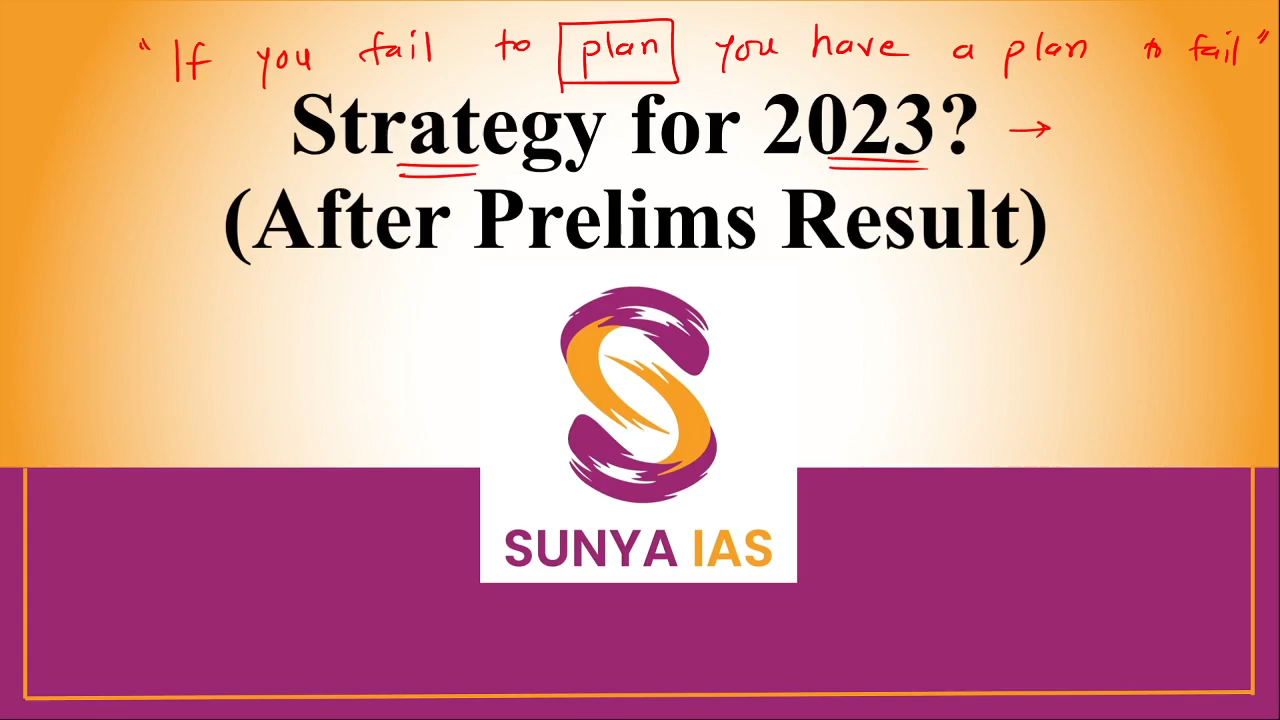 "If you fail to plan you have a plan to fail"
Strategy for 2023? →
(After Prelims Result)
SUNYA IAS